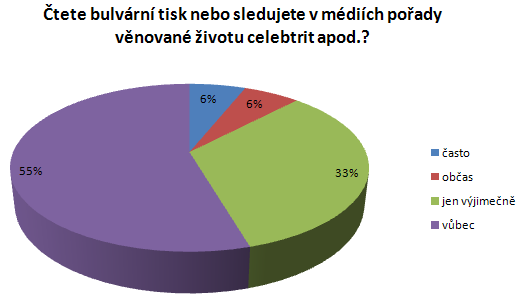 Čtete bulvární tisk nebo sledujete v médiích pořady
věnované životu celebtrit apod.?
6%
6%
33%
55%
často
občas
jen výjimečně
vůbec